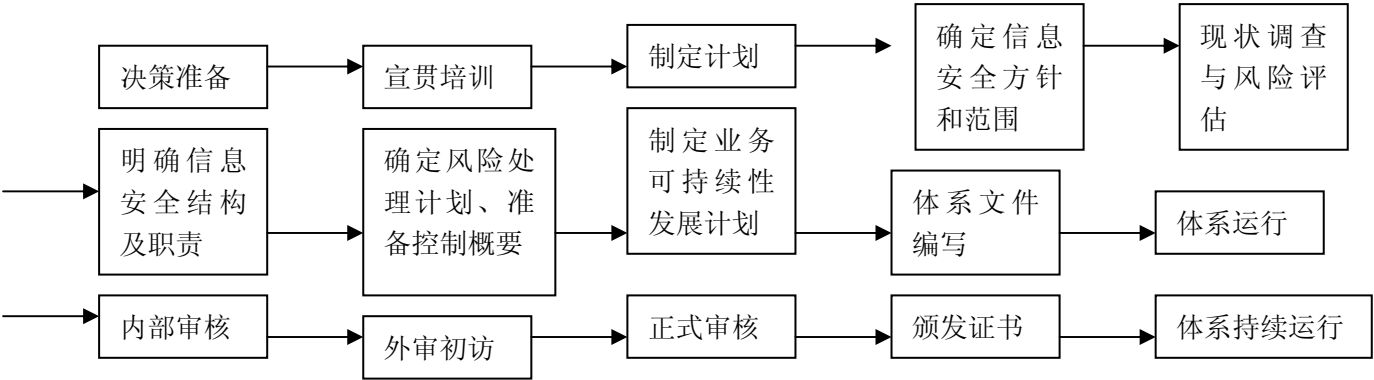 决策准备
宣贯培训
制定计划
确定信息
安全方针
和范围
现状调查
与风险评
估
明确信息
安全结构
及职责
确定风险处
理计划、准
备控制概要
制定业务
可持续性
发展计划
体系文件
编写
体系运行
内部审核
外审初访
正式审核
颁发证书
体系持续运行